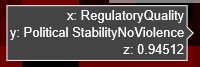 x: RegulatoryQuality
y: Political StabilityNoViolence
z: 0.94512